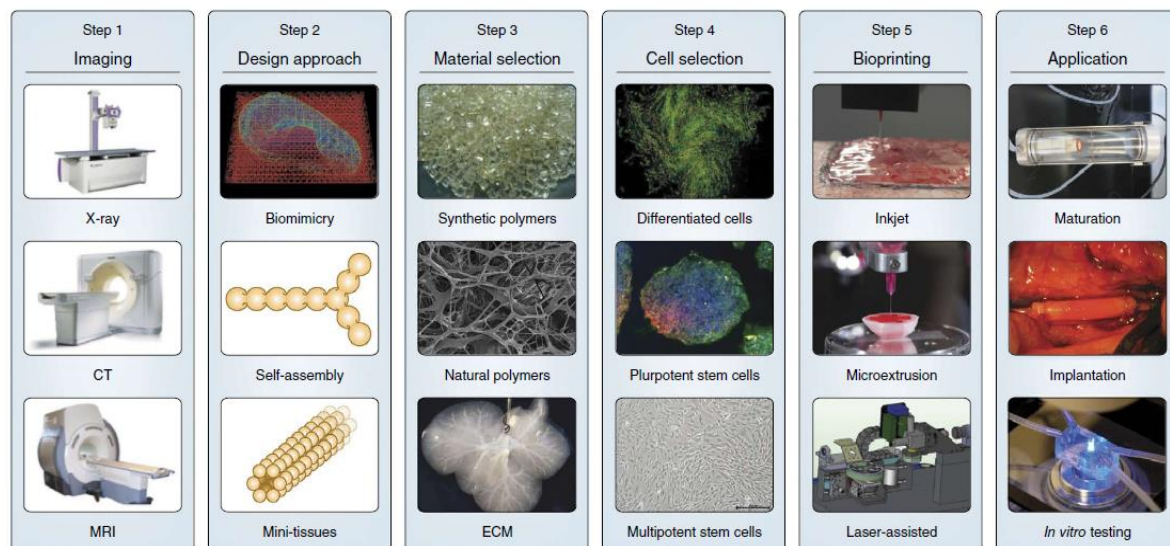 Step 1
Imaging
X-ray
CT
MRI
Step 2
Design approach
Biomimicry
Self-assembly
Mini-tissues
Step 3
Material selection
Synthetic polymers
Natural polymers
ECM
Step 4
Cell selection
Differentiated cells
Plurpotent stem cells
Multipotent stem cells
Step 5
Bioprinting
Inkjet
Microextrusion
Laser-assisted
Step 6
Application
Maturation
Implantation
In vitro testing